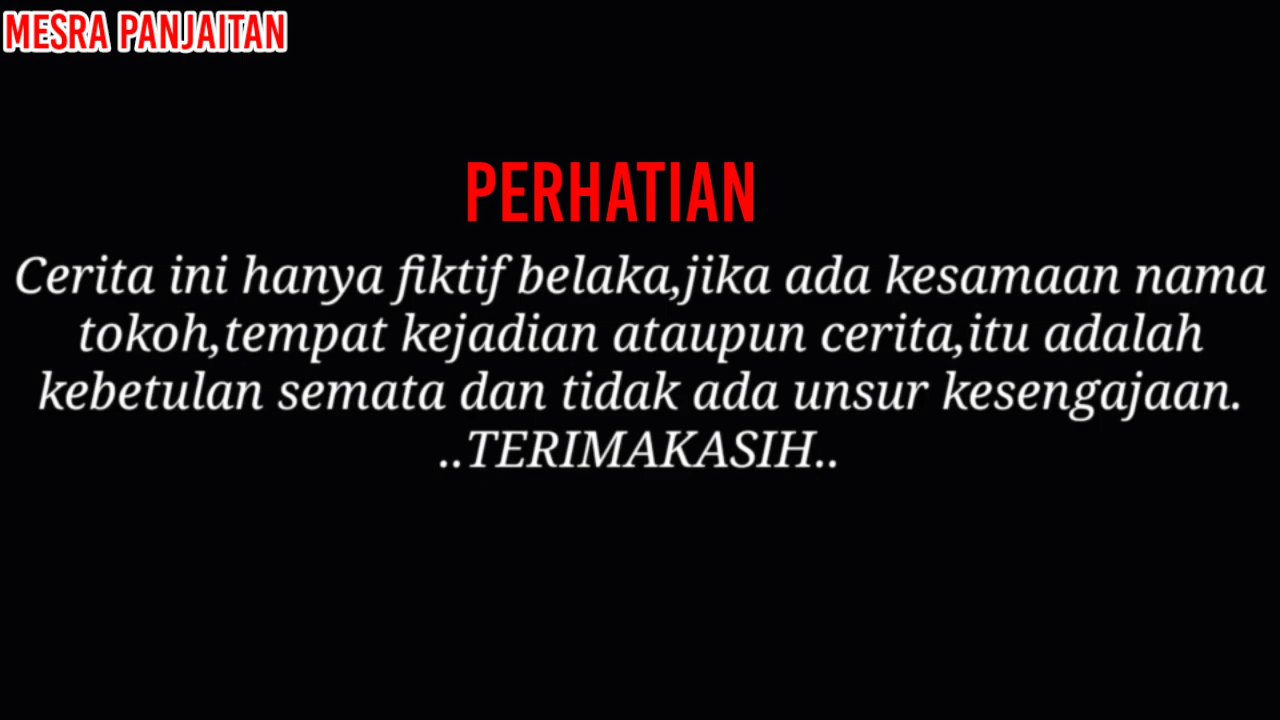 MESRA PANJAITAN
PERHATIAN
Cerita ini hanya fiktif belaka,jika ada kesamaan nama
tokoh,tempat kejadian ataupun cerita,itu adalah
kebetulan semata dan tidak ada unsur kesengajaan.
..TERIMAKASIH..